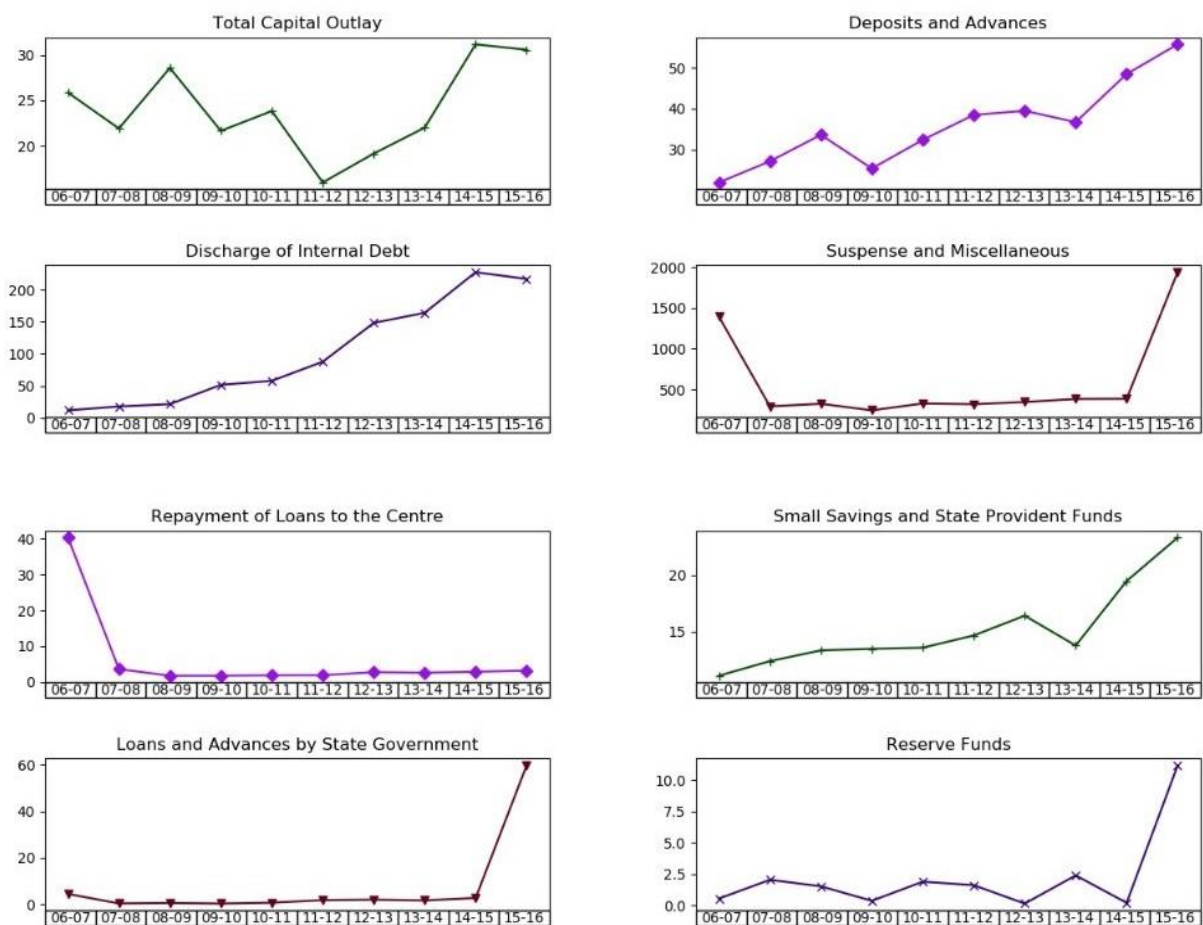 Total Capital Outlay
30
25
20
06-07 07-08 08-09 09-10 10-11 11-12 12-13 13-14 14-15 15-16
Deposits and Advances
50
40
30
06-07 07-08 08-09 09-10 10-11 11-12 12-13 13-14 14-15 15-16
Discharge of Internal Debt
200
150
100
50
0
06-07 07-08 08-09 09-10 10-11 11-12 12-13 13-14 14-15 15-16
Suspense and Miscellaneous
2000
1500
1000
500
06-07 07-08 08-09 09-10 10-11 11-12 12-13 13-14 14-15 15-16
Repayment of Loans to the Centre
40
30
20
10
0
06-07 07-08 08-09 09-10 10-11 11-12 12-13 13-14 14-15 15-16
Small Savings and State Provident Funds
20
15
06-07 07-08 08-09 09-10 10-11 11-12 12-13 13-14 14-15 15-16
Loans and Advances by State Government
60
40
20
0
06-07 07-08 08-09 09-10 10-11 11-12 12-13 13-14 14-15 15-16
Reserve Funds
10.0
7.5
5.0
2.5
0.0
06-07 07-08 08-09 09-10 10-11 11-12 12-13 13-14 14-15 15-16